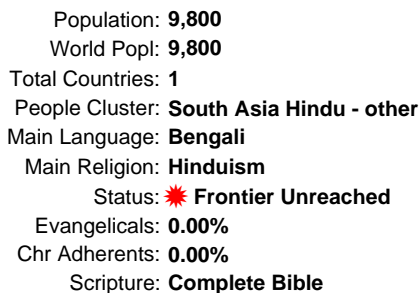 Population: 9,800
World Popl: 9,800
Total Countries: 1
People Cluster: South Asia Hindu - other
Main Language: Bengali
Main Religion: Hinduism
Status: Frontier Unreached
Evangelicals: 0.00%
Chr Adherents: 0.00%
Scripture: Complete Bible